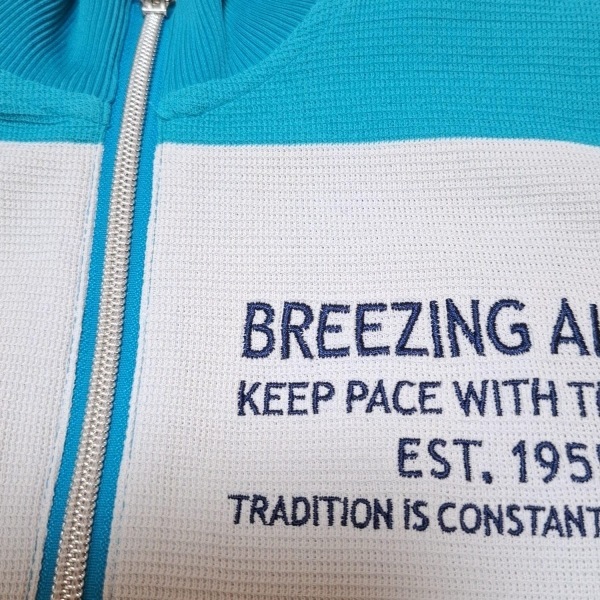 BREEZING
KEEP PACE WITH
EST.
TRADITION IS CONSTANT